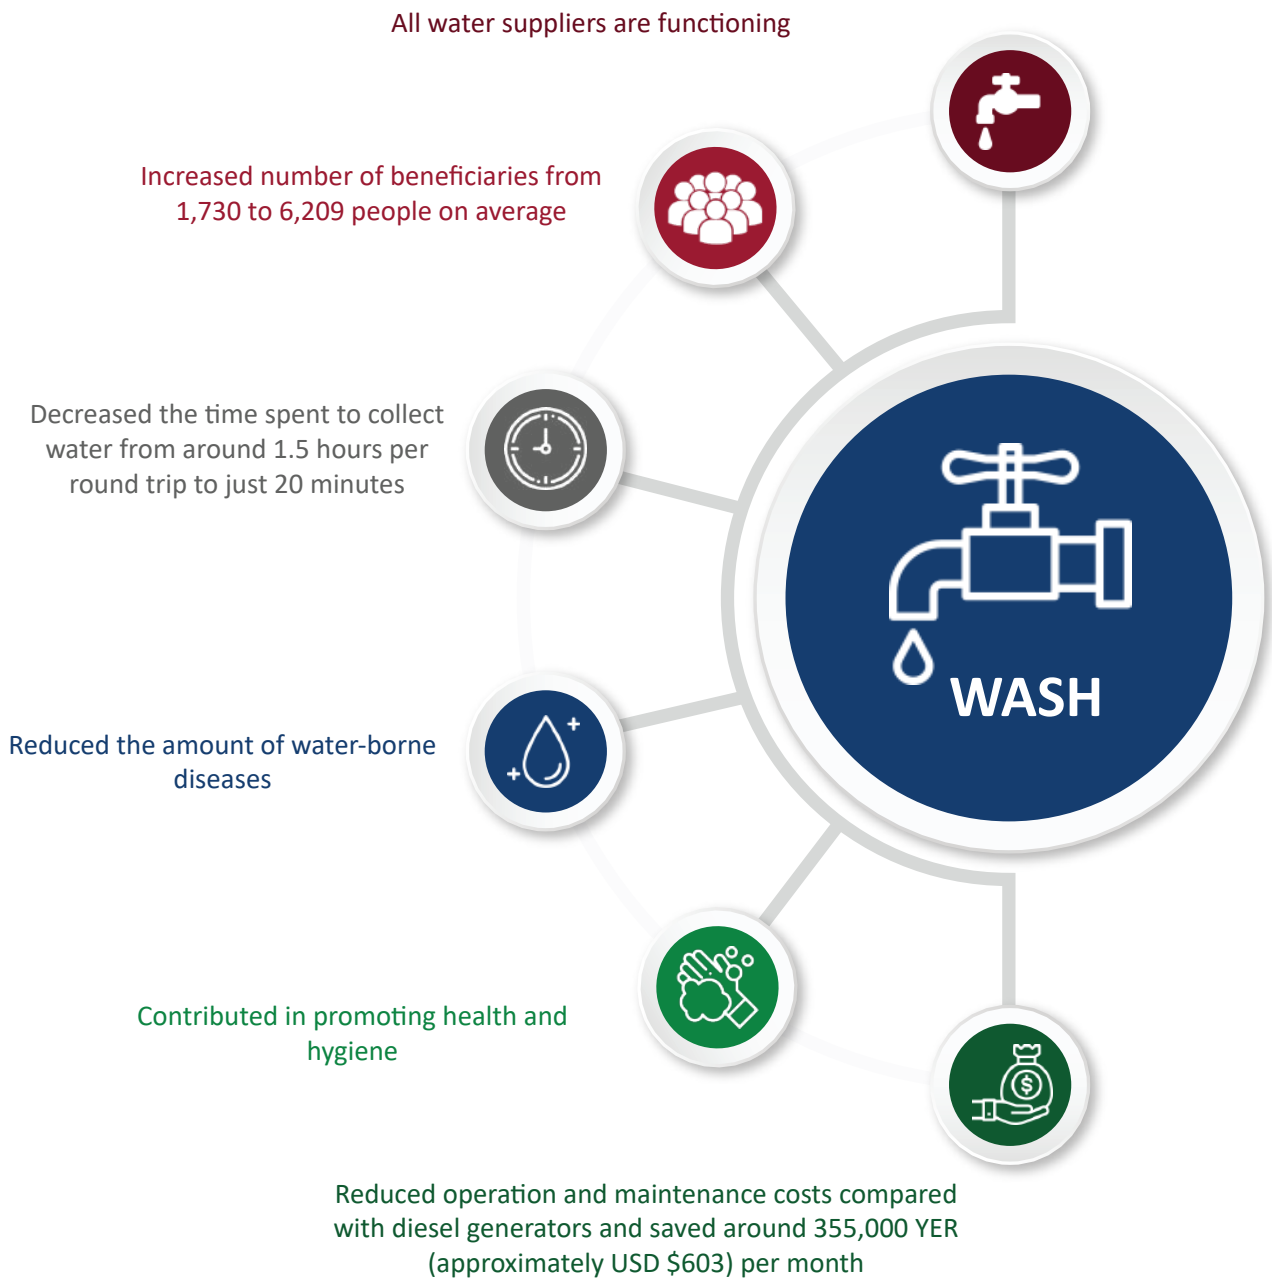 All water suppliers are functioning
Increased number of beneficiaries from
1,730 to 6,209 people on average
Decreased the time spent to collect
water from around 1.5 hours per
round trip to just 20 minutes
WASH
Reduced the amount of water-borne
diseases
Contributed in promoting health and
hygiene
$
Reduced operation and maintenance costs compared
with diesel generators and saved around 355,000 YER
(approximately USD $603) per month